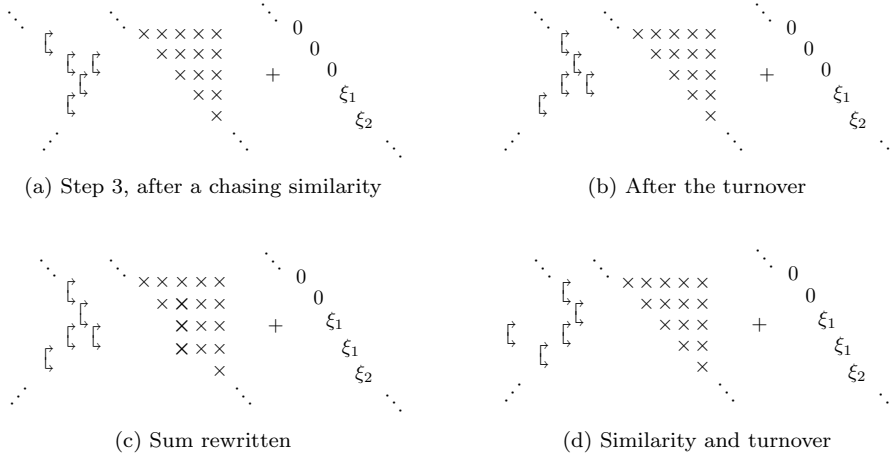 0
0
× × × × ×
× × × ×
× × ×
× ×
×
+
0
ξ₁
ξ₂
0
0
× × × × ×
× × × ×
× × ×
× ×
×
+
0
ξ₁
ξ₂
(a) Step 3, after a chasing similarity
(b) After the turnover
0
0
× × × × ×
× × × ×
× × ×
× × ×
×
+
ξ₁
ξ₁
ξ₂
0
0
× × × × ×
× × × ×
× × ×
× ×
×
+
ξ₁
ξ₁
ξ₂
(c) Sum rewritten
(d) Similarity and turnover